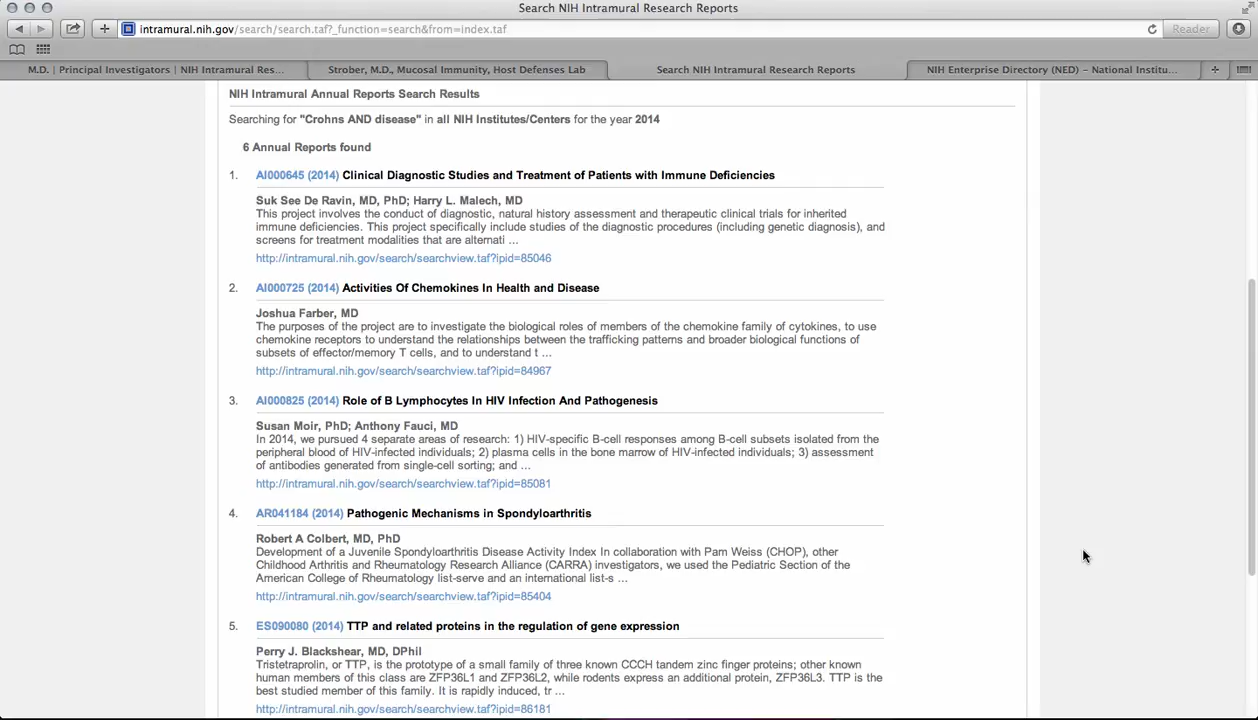 Search NIH Intramural Research Reports
intramural.nih.gov/search/search.taf?_function=search&from=index.taf
Reader
M.D. | Principal Investigators | NIH Intramural Res...
Strober, M.D., Mucosal Immunity, Host Defenses Lab
Search NIH Intramural Research Reports
NIH Enterprise Directory (NED) – National Institu...
NIH Intramural Annual Reports Search Results
Searching for "Crohns AND disease" in all NIH Institutes/Centers for the year 2014
6 Annual Reports found
1. AI000645 (2014) Clinical Diagnostic Studies and Treatment of Patients with Immune Deficiencies
Suk See De Ravin, MD, PhD; Harry L. Malech, MD
This project involves the conduct of diagnostic, natural history assessment and therapeutic clinical trials for inherited
immune deficiencies. This project specifically include studies of the diagnostic procedures (including genetic diagnosis), and
screens for treatment modalities that are alternati ...
http://intramural.nih.gov/search/searchview.taf?ipid=85046
2. AI000725 (2014) Activities Of Chemokines In Health and Disease
Joshua Farber, MD
The purposes of the project are to investigate the biological roles of members of the chemokine family of cytokines, to use
chemokine receptors to understand the relationships between the trafficking patterns and broader biological functions of
subsets of effector/memory T cells, and to understand t ...
http://intramural.nih.gov/search/searchview.taf?ipid=84967
3. AI000825 (2014) Role of B Lymphocytes In HIV Infection And Pathogenesis
Susan Moir, PhD; Anthony Fauci, MD
In 2014, we pursued 4 separate areas of research: 1) HIV-specific B-cell responses among B-cell subsets isolated from the
peripheral blood of HIV-infected individuals; 2) plasma cells in the bone marrow of HIV-infected individuals; 3) assessment
of antibodies generated from single-cell sorting; and ...
http://intramural.nih.gov/search/searchview.taf?ipid=85081
4. AR041184 (2014) Pathogenic Mechanisms in Spondyloarthritis
Robert A Colbert, MD, PhD
Development of a Juvenile Spondyloarthritis Disease Activity Index In collaboration with Pam Weiss (CHOP), other
Childhood Arthritis and Rheumatology Research Alliance (CARRA) investigators, we used the Pediatric Section of the
American College of Rheumatology list-serve and an international list-s ...
http://intramural.nih.gov/search/searchview.taf?ipid=85404
5. ES090080 (2014) TTP and related proteins in the regulation of gene expression
Perry J. Blackshear, MD, DPhil
Tristetraprolin, or TTP, is the prototype of a small family of three known CCCH tandem zinc finger proteins; other known
human members of this class are ZFP36L1 and ZFP36L2, while rodents express an additional protein, ZFP36L3. TTP is the
best studied member of this family. It is rapidly induced, tr ...
http://intramural.nih.gov/search/searchview.taf?ipid=86181